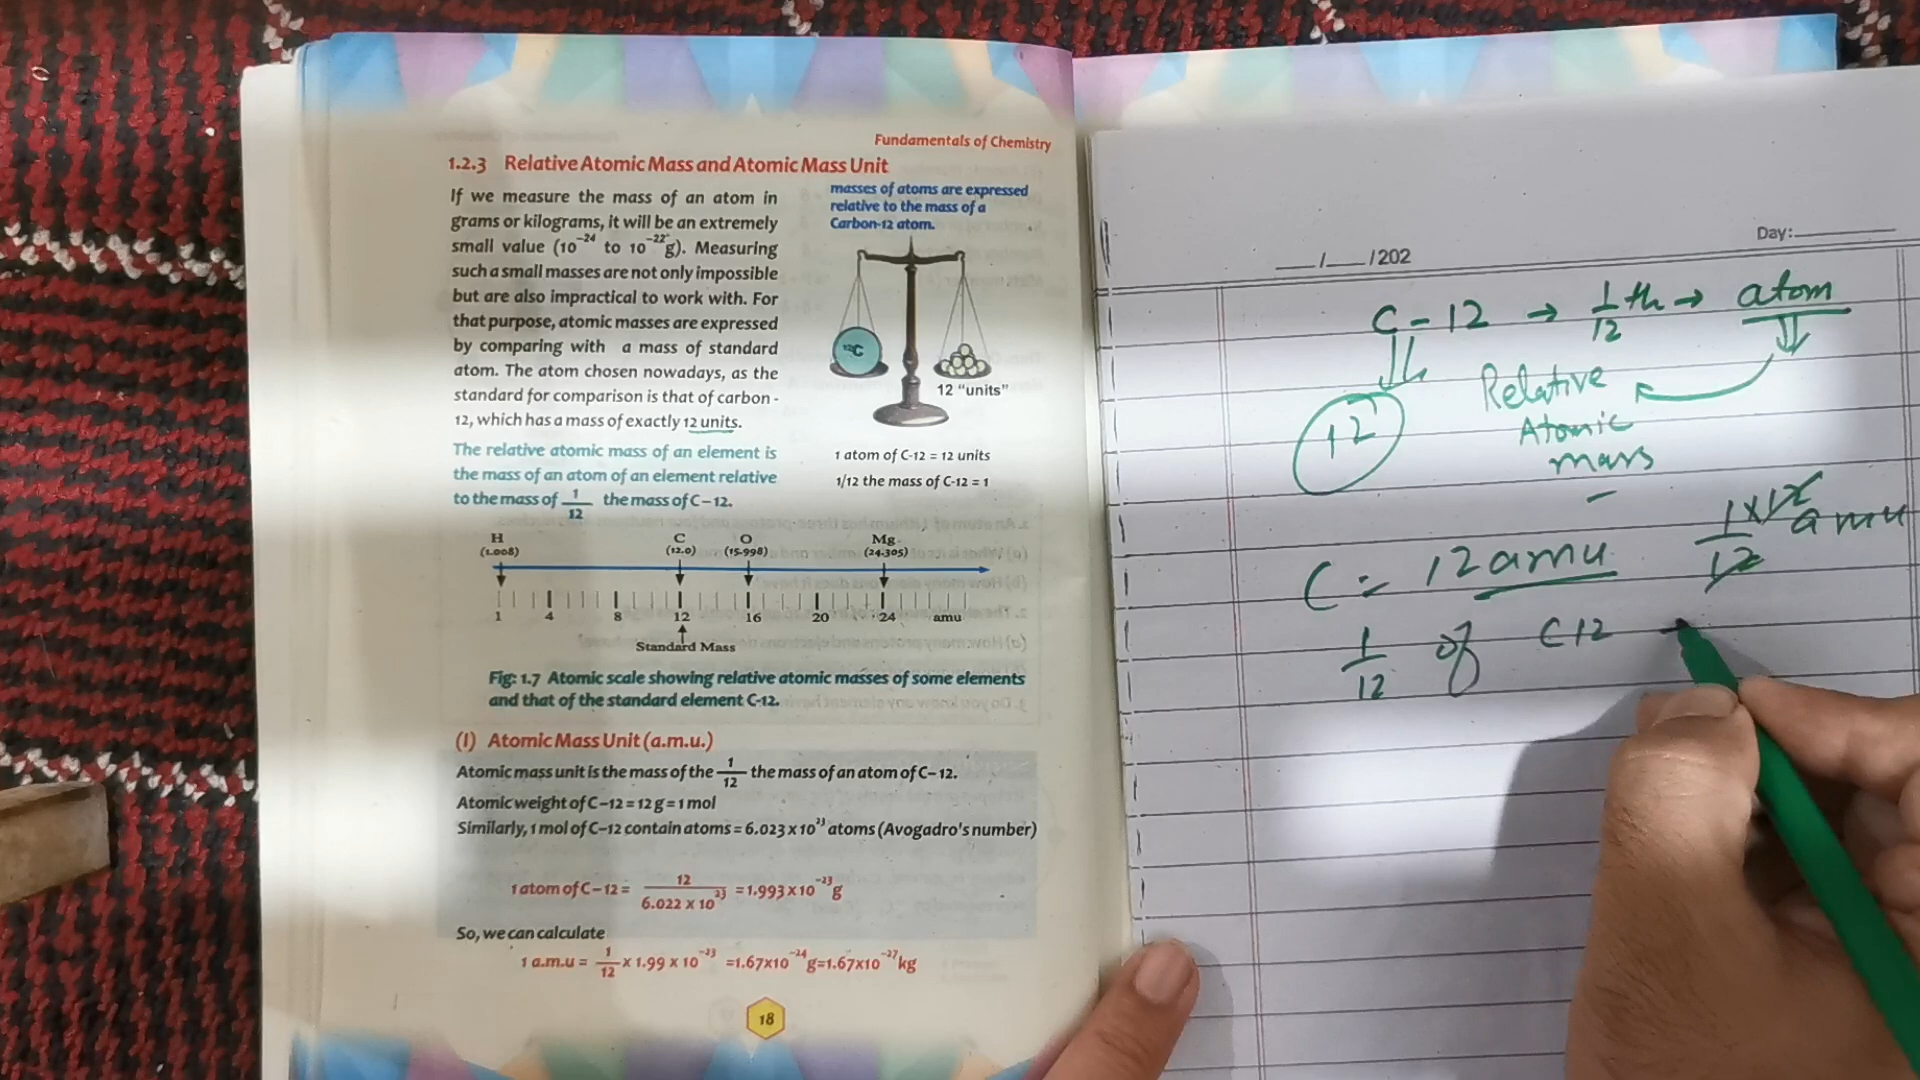 Fundamentals of Chemistry
1.2.3 Relative Atomic Mass and Atomic Mass Unit
If we measure the mass of an atom in
grams or kilograms, it will be an extremely
small value (10⁻²⁴ to 10⁻²²g). Measuring
such a small masses are not only impossible
but are also impractical to work with. For
that purpose, atomic masses are expressed
by comparing with a mass of standard
atom. The atom chosen nowadays, as the
standard for comparison is that of carbon -
12, which has a mass of exactly 12 units.
The relative atomic mass of an element is
the mass of an atom of an element relative
to the mass of 1/12 the mass of C-12.
masses of atoms are expressed
relative to the mass of a
Carbon-12 atom.
¹²C
12 "units"
1 atom of C-12 = 12 units
1/12 the mass of C-12 = 1
H C O Mg
(1.008) (12.0) (15.998) (24.305)
1 4 8 12 16 20 24 amu
Standard Mass
Fig: 1.7 Atomic scale showing relative atomic masses of some elements
and that of the standard element C-12.
(I) Atomic Mass Unit (a.m.u.)
Atomic mass unit is the mass of the 1/12 the mass of an atom of C-12.
Atomic weight of C-12 = 12 g = 1 mol
Similarly, 1 mol of C-12 contain atoms = 6.023 x 10²³ atoms (Avogadro's number)
1 atom of C-12 = 12/6.022 x 10²³ = 1.993 x 10⁻²³ g
So, we can calculate
1 a.m.u = 1/12 x 1.99 x 10⁻²³ =1.67x10⁻²⁴ g=1.67x10⁻²⁷ kg
18
Day:
/ /202
C - 12 → 1/12 th → atom
12
Relative
Atomic
mass
1 x 12/12 amu
C = 12 amu
1/12 of C12